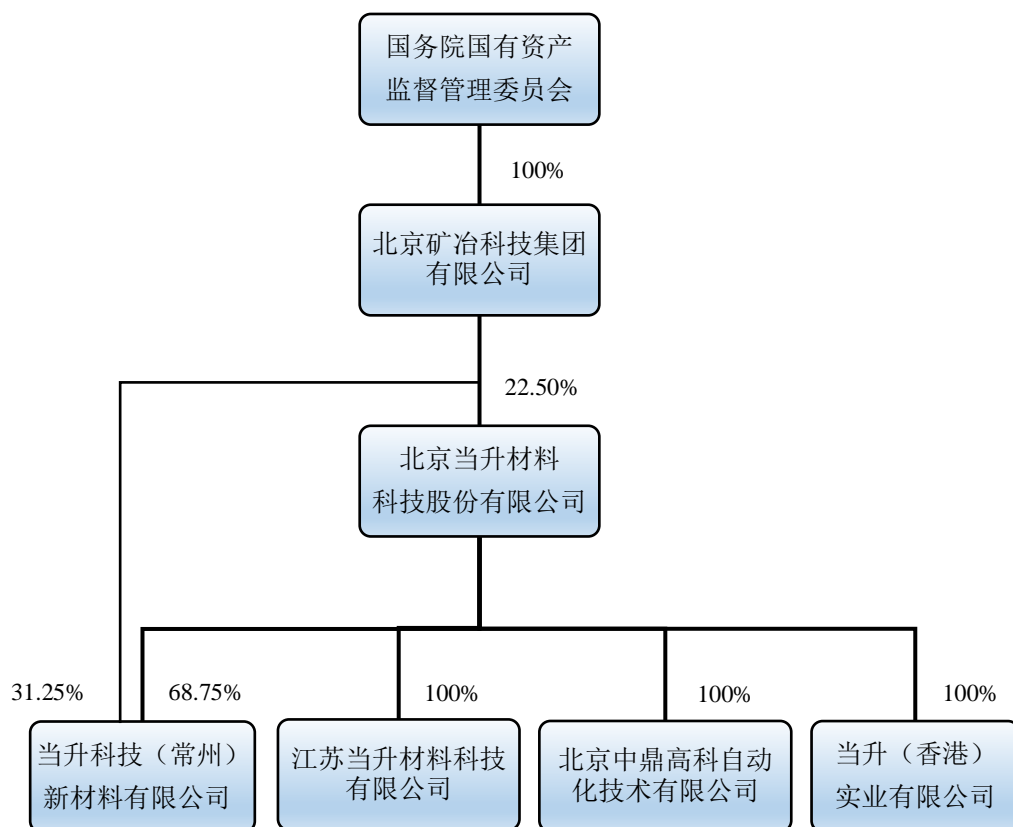 国务院国有资产
监督管理委员会
100%
北京矿冶科技集团
有限公司
22.50%
北京当升材料
科技股份有限公司
31.25%
68.75%
100%
100%
100%
当升科技（常州）
新材料有限公司
江苏当升材料科技
有限公司
北京中鼎高科自动
化技术有限公司
当升（香港）
实业有限公司